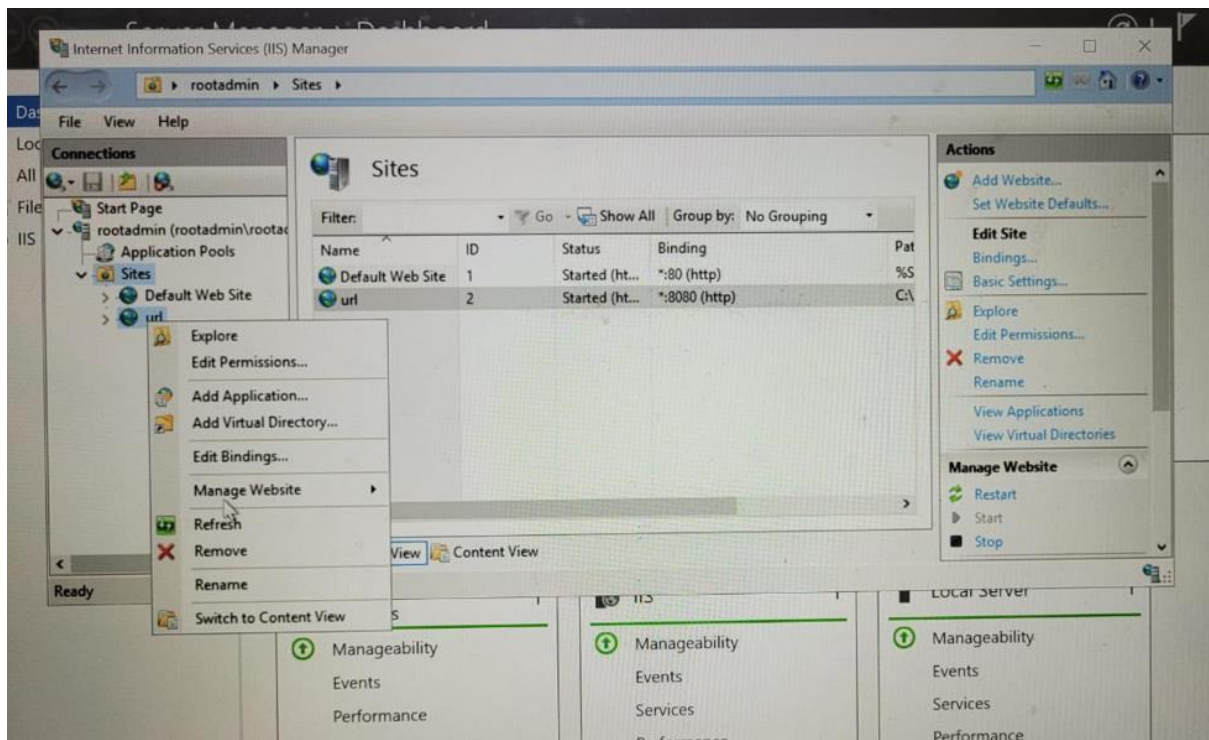 Server Manager Dashboard
Internet Information Services (IIS) Manager
rootadmin Sites
File View Help
Connections
Start Page
rootadmin (rootadmin\rootad
Application Pools
Sites
Default Web Site
url
Explore
Edit Permissions...
Add Application...
Add Virtual Directory...
Edit Bindings...
Manage Website
Refresh
Remove
Rename
Switch to Content View
Ready
Sites
Filter: Go Show All Group by: No Grouping
Name ID Status Binding Pat
Default Web Site 1 Started (ht... *:80 (http) %S
url 2 Started (ht... *:8080 (http) C:\
View Content View
Actions
Add Website...
Set Website Defaults...
Edit Site
Bindings...
Basic Settings...
Explore
Edit Permissions...
Remove
Rename
View Applications
View Virtual Directories
Manage Website
Restart
Start
Stop
Das
Loc
All
File
IIS
IIS
Local Server
1
Manageability
Events
Performance
Manageability
Events
Services
Manageability
Events
Services
Performance